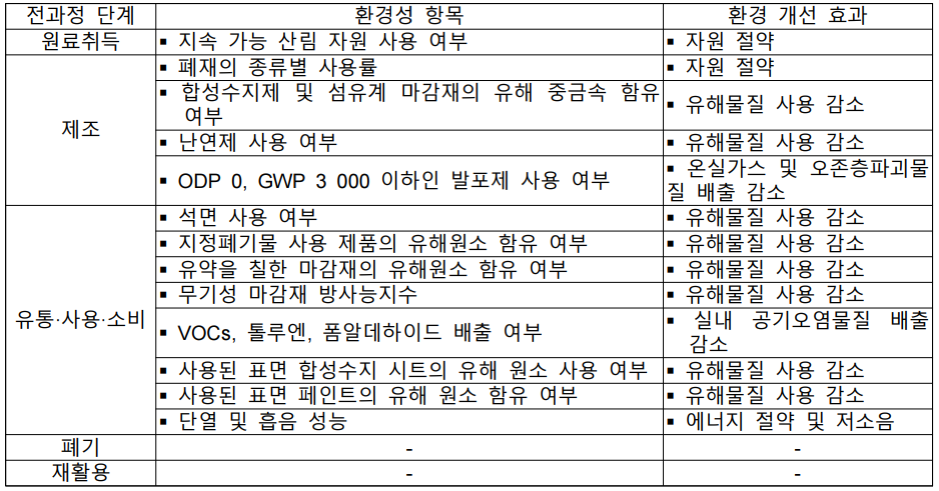 전과정 단계 환경성 항목 환경 개선 효과
원료취득 ▪ 지속 가능 산림 자원 사용 여부 ▪ 자원 절약
제조 ▪ 폐재의 종류별 사용률 ▪ 자원 절약
▪ 합성수지제 및 섬유계 마감재의 유해 중금속 함유
여부 ▪ 유해물질 사용 감소
▪ 난연제 사용 여부 ▪ 유해물질 사용 감소
▪ ODP 0, GWP 3 000 이하인 발포제 사용 여부 ▪ 온실가스 및 오존층파괴물
질 배출 감소
유통·사용·소비 ▪ 석면 사용 여부 ▪ 유해물질 사용 감소
▪ 지정폐기물 사용 제품의 유해원소 함유 여부 ▪ 유해물질 사용 감소
▪ 유약을 칠한 마감재의 유해원소 함유 여부 ▪ 유해물질 사용 감소
▪ 무기성 마감재 방사능지수 ▪ 유해물질 사용 감소
▪ VOCs, 톨루엔, 폼알데하이드 배출 여부 ▪ 실내 공기오염물질 배출
감소
▪ 사용된 표면 합성수지 시트의 유해 원소 사용 여부 ▪ 유해물질 사용 감소
▪ 사용된 표면 페인트의 유해 원소 함유 여부 ▪ 유해물질 사용 감소
▪ 단열 및 흡음 성능 ▪ 에너지 절약 및 저소음
폐기 - -
재활용 - -